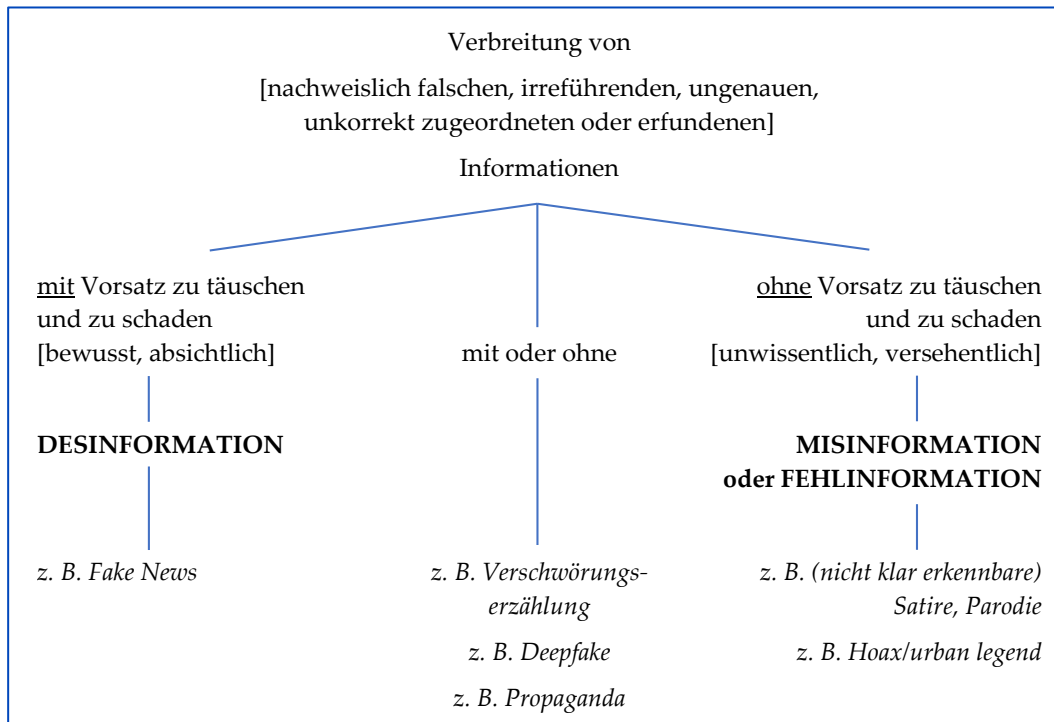 Verbreitung von
[nachweislich falschen, irreführenden, ungenauen,
unkorrekt zugeordneten oder erfundenen]
Informationen
mit Vorsatz zu täuschen
und zu schaden
[bewusst, absichtlich]
DESINFORMATION
z. B. Fake News
mit oder ohne
z. B. Verschwörungs-
erzählung
z. B. Deepfake
z. B. Propaganda
ohne Vorsatz zu täuschen
und zu schaden
[unwissentlich, versehentlich]
MISINFORMATION
oder FEHLINFORMATION
z. B. (nicht klar erkennbare)
Satire, Parodie
z. B. Hoax/urban legend